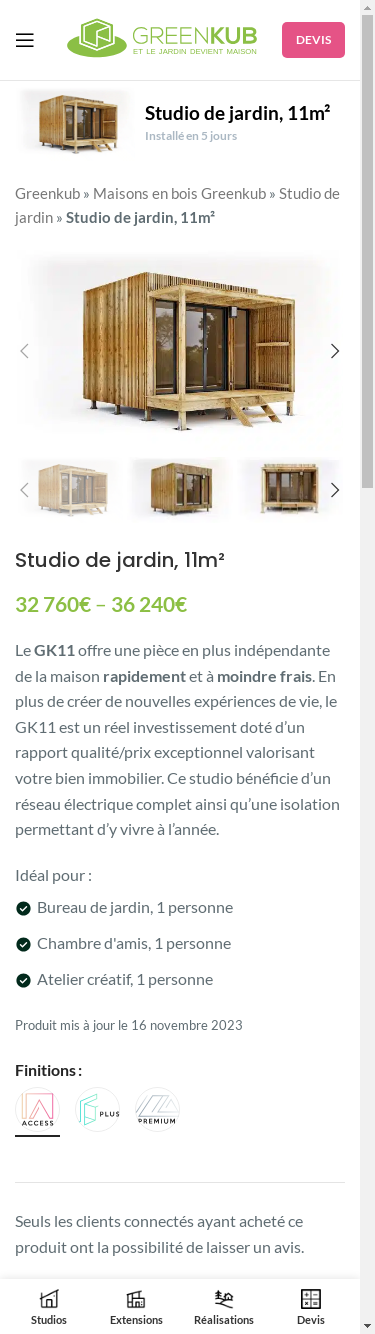 GREENKUB
ET LE JARDIN DEVIENT MAISON
DEVIS
Studio de jardin, 11m²
Installé en 5 jours
Greenkub » Maisons en bois Greenkub » Studio de
jardin » Studio de jardin, 11m²
Studio de jardin, 11m²
32 760€ – 36 240€
Le GK11 offre une pièce en plus indépendante
de la maison rapidement et à moindre frais. En
plus de créer de nouvelles expériences de vie, le
GK11 est un réel investissement doté d’un
rapport qualité/prix exceptionnel valorisant
votre bien immobilier. Ce studio bénéficie d’un
réseau électrique complet ainsi qu’une isolation
permettant d’y vivre à l’année.
Idéal pour :
Bureau de jardin, 1 personne
Chambre d'amis, 1 personne
Atelier créatif, 1 personne
Produit mis à jour le 16 novembre 2023
Finitions :
ACCESS
PLUS
PREMIUM
Seuls les clients connectés ayant acheté ce
produit ont la possibilité de laisser un avis.
Studios
Extensions
Réalisations
Devis